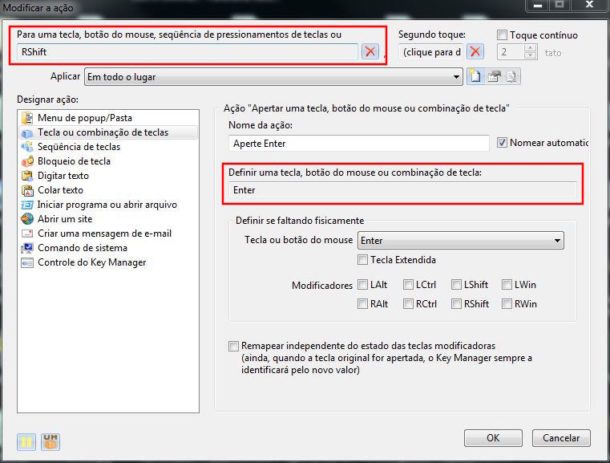 Modificar a ação
Para uma tecla, botão do mouse, seqüência de pressionamentos de teclas ou
Segundo toque:
Toque contínuo
RShift
,
(clique para d
2
tato
Aplicar
Em todo o lugar
Designar ação:
Menu de popup/Pasta
Tecla ou combinação de teclas
Seqüência de teclas
Bloqueio de tecla
Digitar texto
Colar texto
Iniciar programa ou abrir arquivo
Abrir um site
Criar uma mensagem de e-mail
Comando de sistema
Controle do Key Manager
Ação "Apertar uma tecla, botão do mouse ou combinação de tecla"
Nome da ação:
Aperte Enter
Nomear automatic
Definir uma tecla, botão do mouse ou combinação de tecla:
Enter
Definir se faltando fisicamente
Tecla ou botão do mouse
Enter
Tecla Extendida
Modificadores
LAlt
LCtrl
LShift
LWin
RAlt
RCtrl
RShift
RWin
Remapear independente do estado das teclas modificadoras
(ainda, quando a tecla original for apertada, o Key Manager sempre a
identificará pelo novo valor)
OK
Cancelar